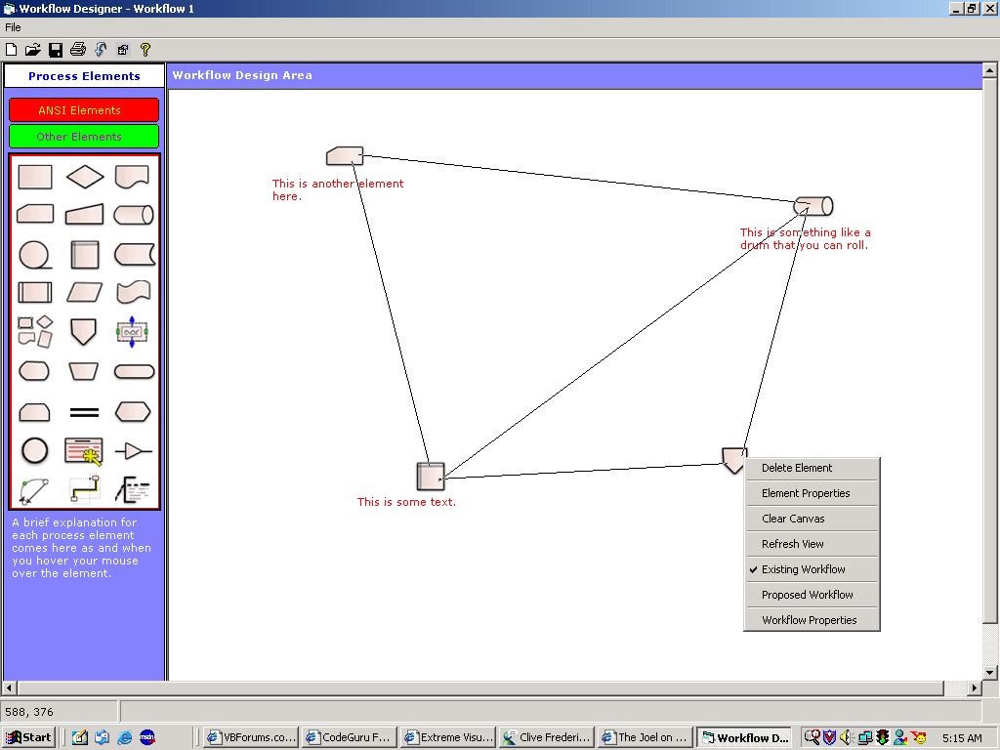 Workflow Designer - Workflow 1
File
Process Elements
Workflow Design Area
ANSI Elements
Other Elements
This is another element
here.
This is something like a
drum that you can roll.
This is some text.
Delete Element
Element Properties
Clear Canvas
Refresh View
Existing Workflow
Proposed Workflow
Workflow Properties
A brief explanation for
each process element
comes here as and when
you hover your mouse
over the element.
588, 376
Start
msdn
VBForums.co...
CodeGuru F...
Extreme Visu...
Clive Frederi...
The Joel on ...
Workflow D...
5:15 AM